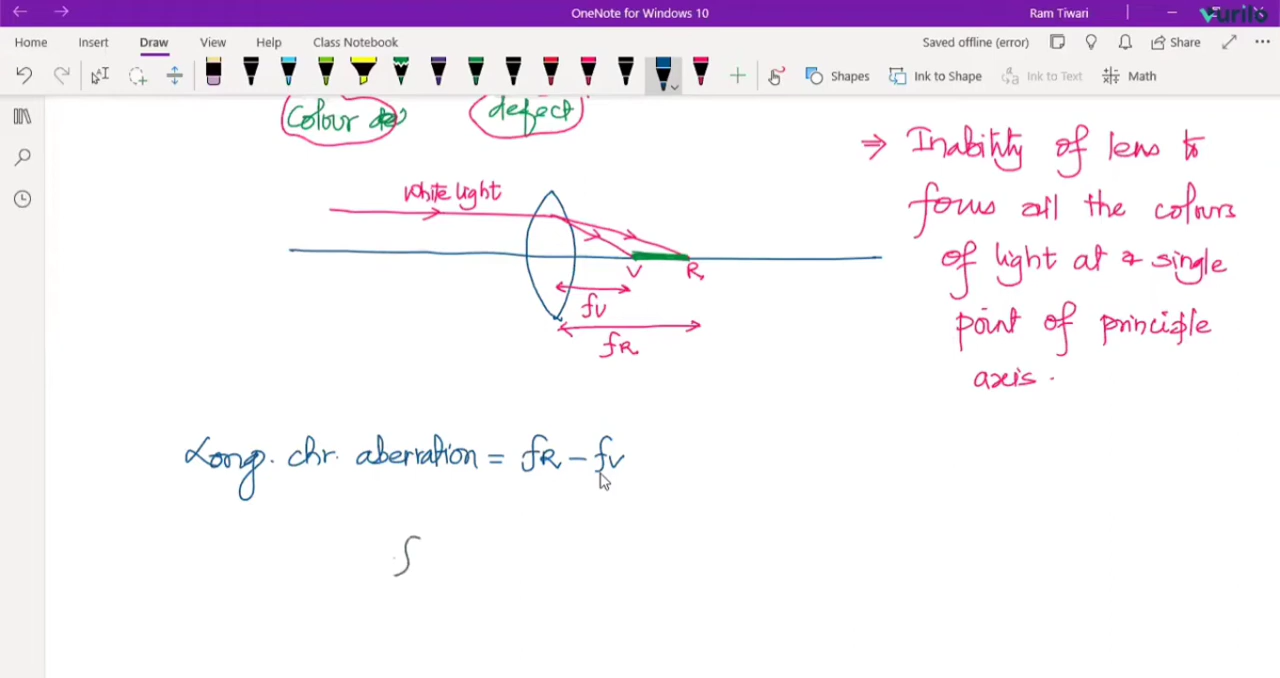 OneNote for Windows 10
Ram Tiwari
vurilo
Home Insert Draw View Help Class Notebook
Saved offline (error) Share
Shapes Ink to Shape Ink to Text Math
Colour defect
White light
V R
fV
fR
⇒ Inability of lens to
focus all the colours
of light at a single
point of principle
axis.
Long. chr. aberration = fR - fV